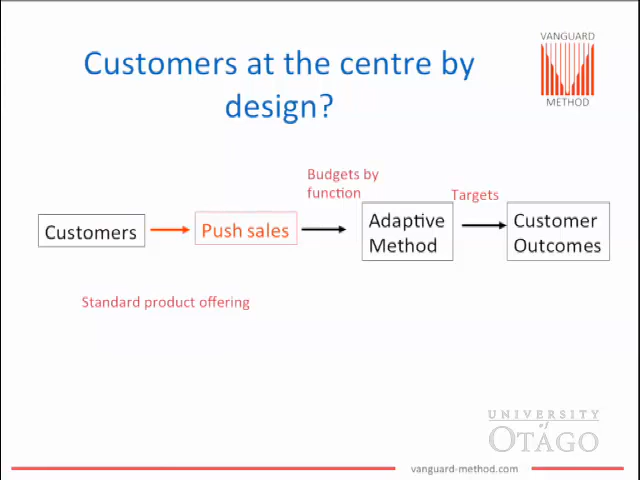 VANGUARD
METHOD
Customers at the centre by
design?
Budgets by
function
Targets
Customers
Push sales
Adaptive
Method
Customer
Outcomes
Standard product offering
UNIVERSITY
of
OTĀGO
vanguard-method.com